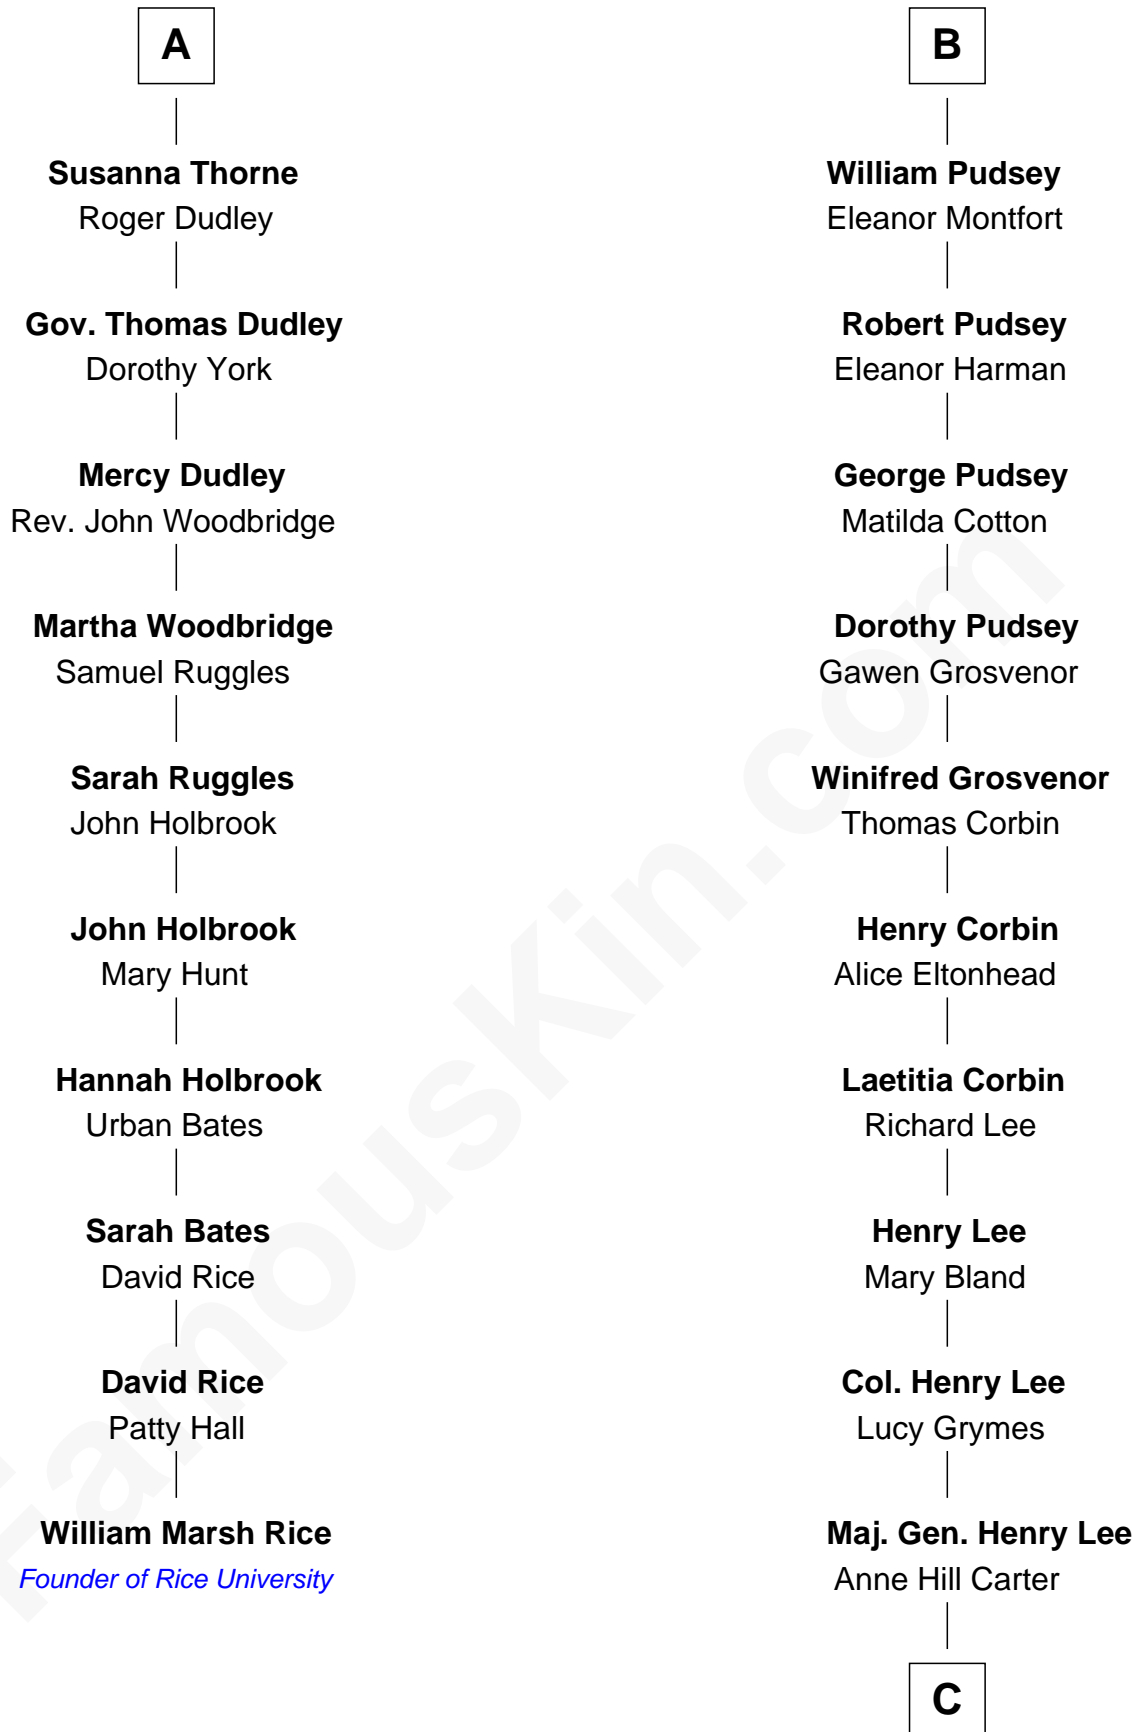 A
Susanna Thorne
Roger Dudley
Gov. Thomas Dudley
Dorothy York
Mercy Dudley
Rev. John Woodbridge
Martha Woodbridge
Samuel Ruggles
Sarah Ruggles
John Holbrook
John Holbrook
Mary Hunt
Hannah Holbrook
Urban Bates
Sarah Bates
David Rice
David Rice
Patty Hall
William Marsh Rice
Founder of Rice University
B
William Pudsey
Eleanor Montfort
Robert Pudsey
Eleanor Harman
George Pudsey
Matilda Cotton
Dorothy Pudsey
Gawen Grosvenor
Winifred Grosvenor
Thomas Corbin
Henry Corbin
Alice Eltonhead
Laetitia Corbin
Richard Lee
Henry Lee
Mary Bland
Col. Henry Lee
Lucy Grymes
Maj. Gen. Henry Lee
Anne Hill Carter
C
FamousKin.com